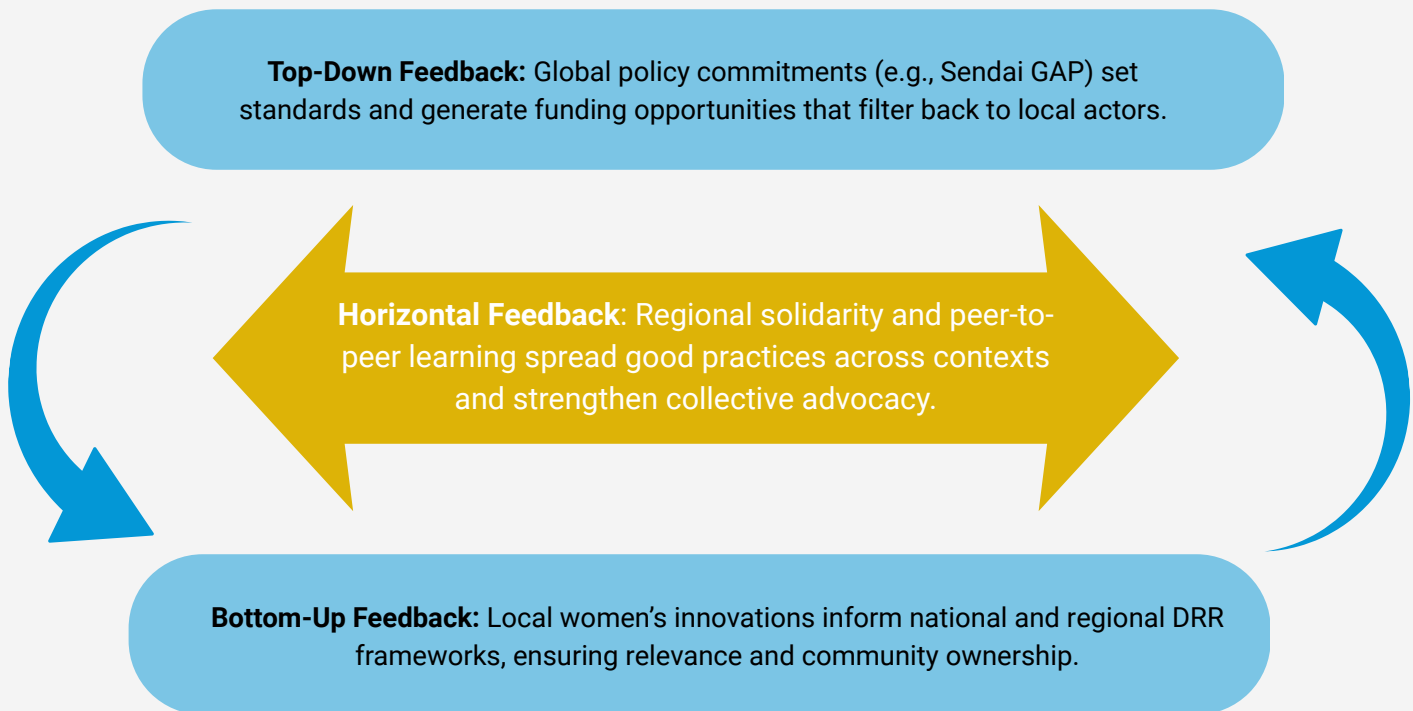 Top-Down Feedback: Global policy commitments (e.g., Sendai GAP) set
standards and generate funding opportunities that filter back to local actors.
Horizontal Feedback: Regional solidarity and peer-to-
peer learning spread good practices across contexts
and strengthen collective advocacy.
Bottom-Up Feedback: Local women's innovations inform national and regional DRR
frameworks, ensuring relevance and community ownership.